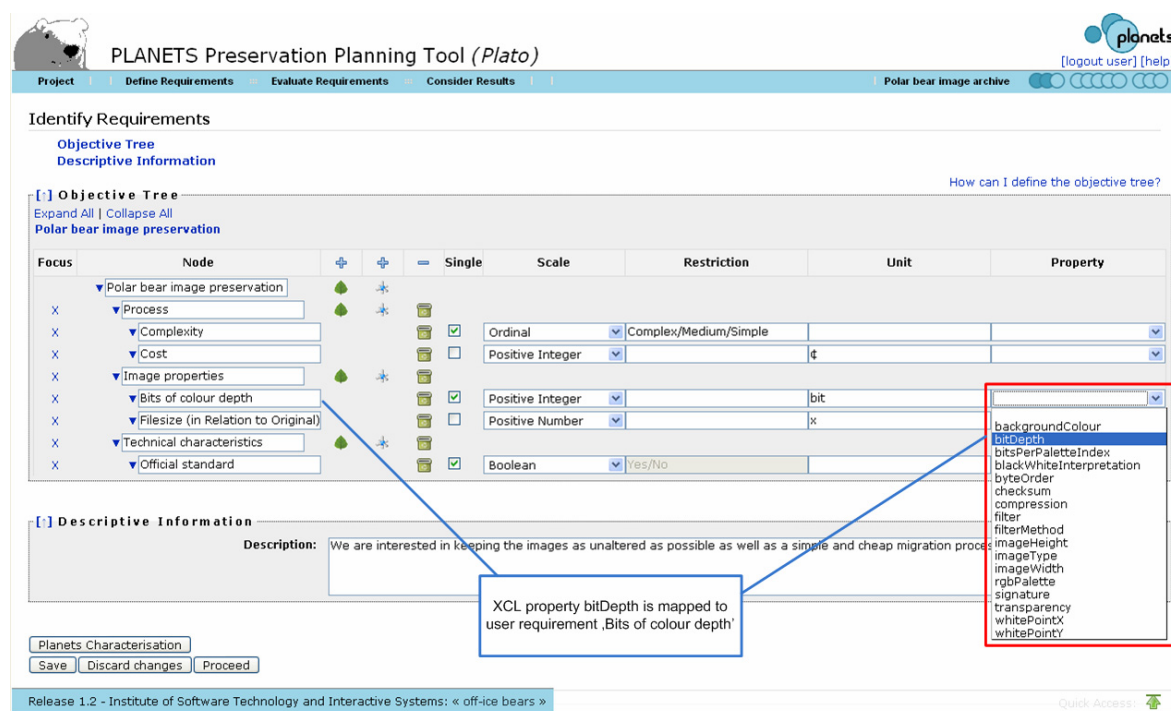 planets
PLANETS Preservation Planning Tool (Plato)
[logout user] [help
Project Define Requirements Evaluate Requirements Consider Results Polar bear image archive
Identify Requirements
Objective Tree
Descriptive Information
How can I define the objective tree?
[↑] Objective Tree
Expand All | Collapse All
Polar bear image preservation
Focus Node Single Scale Restriction Unit Property
Polar bear image preservation
X Process
X Complexity Ordinal Complex/Medium/Simple
X Cost Positive Integer ¢
X Image properties
X Bits of colour depth Positive Integer bit
X Filesize (in Relation to Original) Positive Number x
X Technical characteristics
X Official standard Boolean Yes/No
backgroundColour
bitDepth
bitsPerPaletteIndex
blackWhiteInterpretation
byteOrder
checksum
compression
filter
filterMethod
imageHeight
imageType
imageWidth
rgbPalette
signature
transparency
whitePointX
whitePointY
[↑] Descriptive Information
Description: We are interested in keeping the images as unaltered as possible as well as a simple and cheap migration proces
XCL property bitDepth is mapped to
user requirement ‚Bits of colour depth’
Planets Characterisation
Save Discard changes Proceed
Release 1.2 - Institute of Software Technology and Interactive Systems: « off-ice bears »
Quick Access: